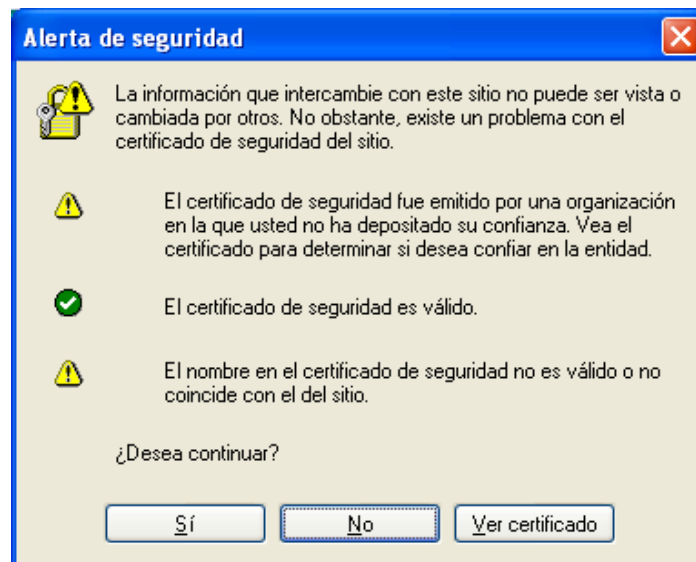 Alerta de seguridad
La información que intercambie con este sitio no puede ser vista o
cambiada por otros. No obstante, existe un problema con el
certificado de seguridad del sitio.
El certificado de seguridad fue emitido por una organización
en la que usted no ha depositado su confianza. Vea el
certificado para determinar si desea confiar en la entidad.
El certificado de seguridad es válido.
El nombre en el certificado de seguridad no es válido o no
coincide con el del sitio.
¿Desea continuar?
Sí No Ver certificado